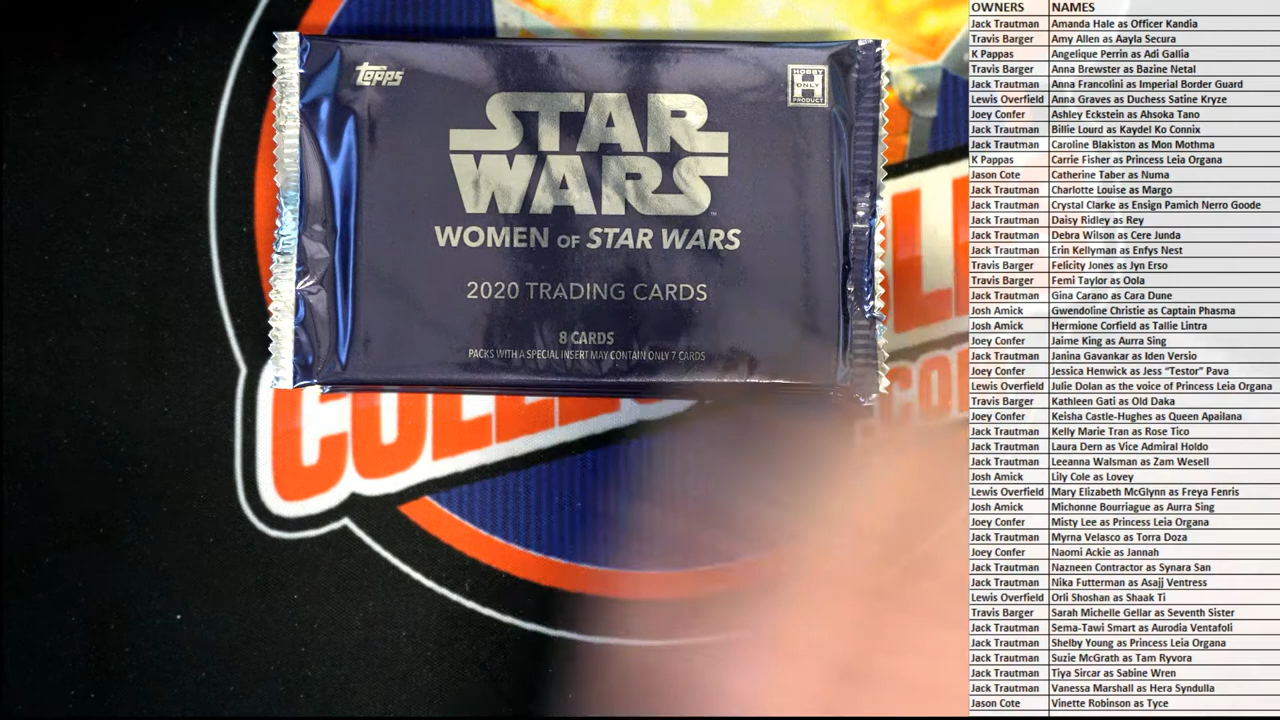 topps
HOBBY
H
ONLY
PRODUCT
STAR
WARS
WOMEN OF STAR WARS
2020 TRADING CARDS
8 CARDS
PACKS WITH A SPECIAL INSERT MAY CONTAIN ONLY 7 CARDS
COLLE
OWNERS NAMES
Jack Trautman Amanda Hale as Officer Kandia
Travis Barger Amy Allen as Aayla Secura
K Pappas Angelique Perrin as Adi Gallia
Travis Barger Anna Brewster as Bazine Netal
Jack Trautman Anna Francolini as Imperial Border Guard
Lewis Overfield Anna Graves as Duchess Satine Kryze
Joey Confer Ashley Eckstein as Ahsoka Tano
Jack Trautman Billie Lourd as Kaydel Ko Connix
Jack Trautman Caroline Blakiston as Mon Mothma
K Pappas Carrie Fisher as Princess Leia Organa
Jason Cote Catherine Taber as Numa
Jack Trautman Charlotte Louise as Margo
Jack Trautman Crystal Clarke as Ensign Pamich Nerro Goode
Jack Trautman Daisy Ridley as Rey
Jack Trautman Debra Wilson as Cere Junda
Jack Trautman Erin Kellyman as Enfys Nest
Travis Barger Felicity Jones as Jyn Erso
Travis Barger Femi Taylor as Oola
Jack Trautman Gina Carano as Cara Dune
Josh Amick Gwendoline Christie as Captain Phasma
Josh Amick Hermione Corfield as Tallie Lintra
Joey Confer Jaime King as Aurra Sing
Jack Trautman Janina Gavankar as Iden Versio
Joey Confer Jessica Henwick as Jess “Testor” Pava
Lewis Overfield Julie Dolan as the voice of Princess Leia Organa
Travis Barger Kathleen Gati as Old Daka
Joey Confer Keisha Castle-Hughes as Queen Apailana
Jack Trautman Kelly Marie Tran as Rose Tico
Jack Trautman Laura Dern as Vice Admiral Holdo
Jack Trautman Leeanna Walsman as Zam Wesell
Josh Amick Lily Cole as Lovey
Lewis Overfield Mary Elizabeth McGlynn as Freya Fenris
Josh Amick Michonne Bourriague as Aurra Sing
Joey Confer Misty Lee as Princess Leia Organa
Jack Trautman Myrna Velasco as Torra Doza
Joey Confer Naomi Ackie as Jannah
Jack Trautman Nazneen Contractor as Synara San
Jack Trautman Nika Futterman as Asajj Ventress
Lewis Overfield Orli Shoshan as Shaak Ti
Travis Barger Sarah Michelle Gellar as Seventh Sister
Jack Trautman Sema-Tawi Smart as Aurodia Ventafoli
Jack Trautman Shelby Young as Princess Leia Organa
Jack Trautman Suzie McGrath as Tam Ryvora
Jack Trautman Tiya Sircar as Sabine Wren
Jack Trautman Vanessa Marshall as Hera Syndulla
Jason Cote Vinette Robinson as Tyce